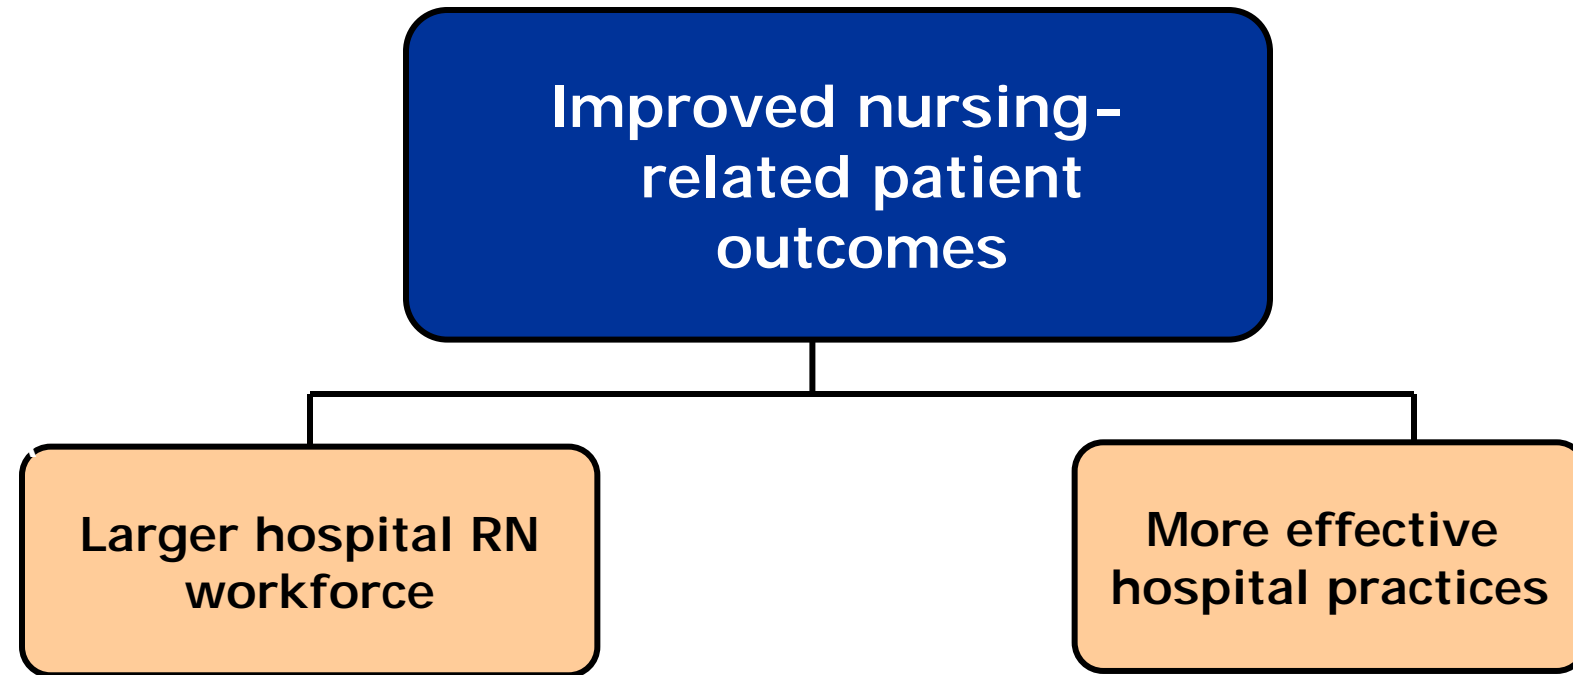 Improved nursing-
related patient
outcomes
Larger hospital RN
workforce
More effective
hospital practices